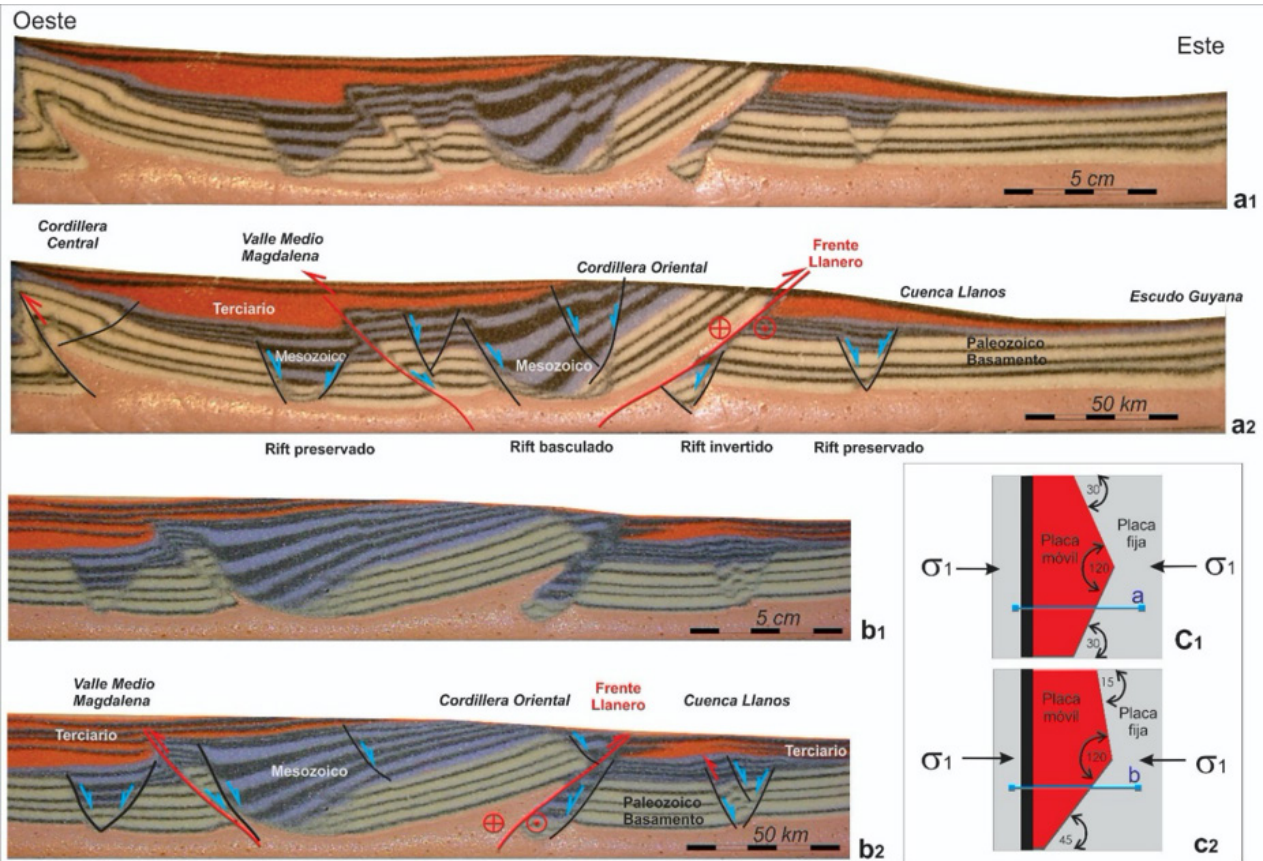 Oeste
Este
5 cm
a1
Cordillera
Central
Valle Medio
Magdalena
Cordillera Oriental
Frente
Llanero
Cuenca Llanos
Escudo Guyana
Terciario
Mesozoico
Mesozoico
Paleozoico
Basamento
50 km
a2
Rift preservado
Rift basculado
Rift invertido
Rift preservado
5 cm
b1
Valle Medio
Magdalena
Cordillera Oriental
Frente
Llanero
Cuenca Llanos
Terciario
Mesozoico
Terciario
Paleozoico
Basamento
50 km
b2
30
Placa
móvil
Placa
fija
σ1
120
σ1
a
30
C1
15
Placa
móvil
Placa
fija
σ1
120
σ1
b
45
C2